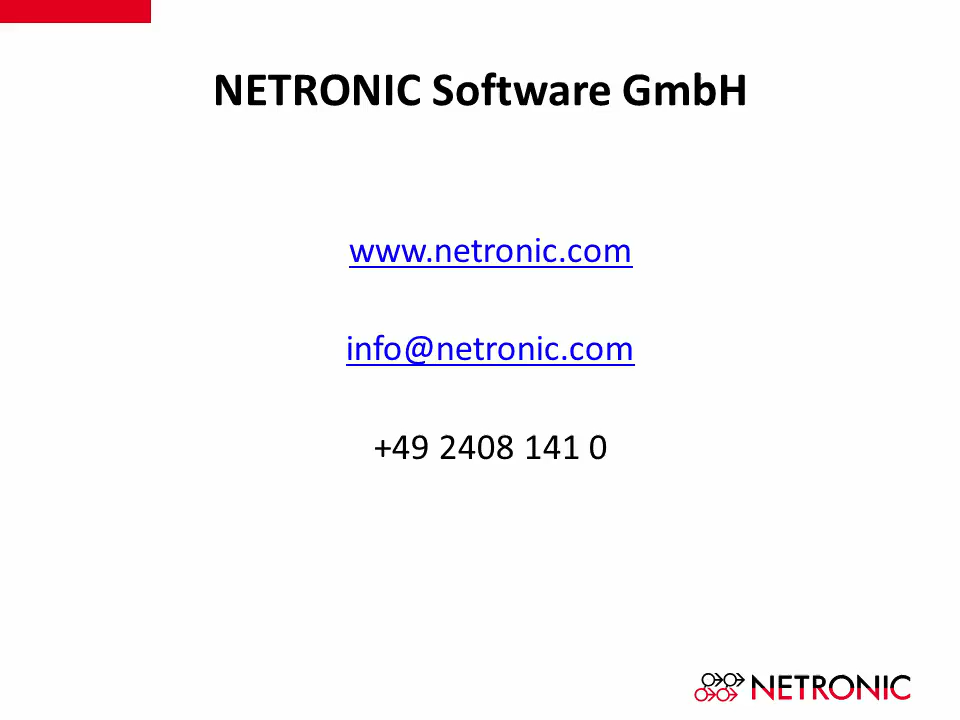 NETRONIC Software GmbH
www.netronic.com
info@netronic.com
+49 2408 141 0
NETRONIC